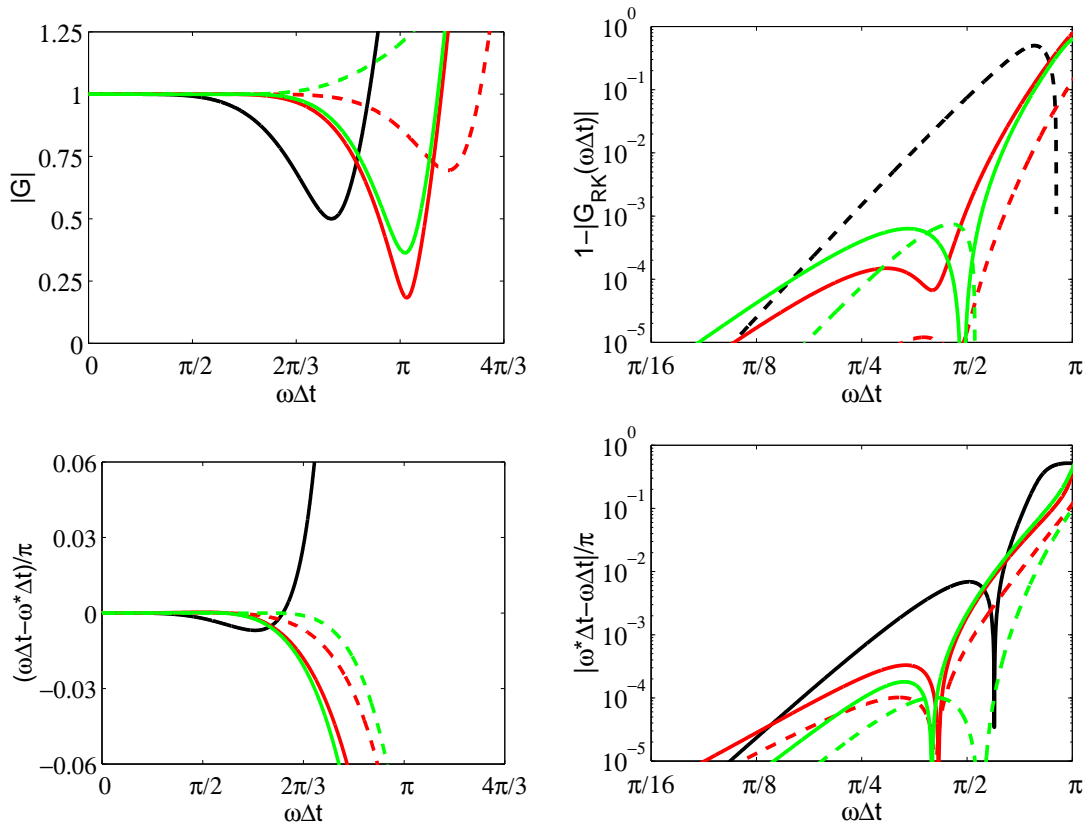 1.25
1
0.75
0.5
0.25
0
|G|
0
π/2
2π/3
π
4π/3
ωΔt
10^0
10^-1
10^-2
10^-3
10^-4
10^-5
1−|G_RK(ωΔt)|
π/16
π/8
π/4
π/2
π
ωΔt
0.06
0.03
0
−0.03
−0.06
(ωΔt−ω*Δt)/π
0
π/2
2π/3
π
4π/3
ωΔt
10^0
10^-1
10^-2
10^-3
10^-4
10^-5
|ω*Δt−ωΔt|/π
π/16
π/8
π/4
π/2
π
ωΔt